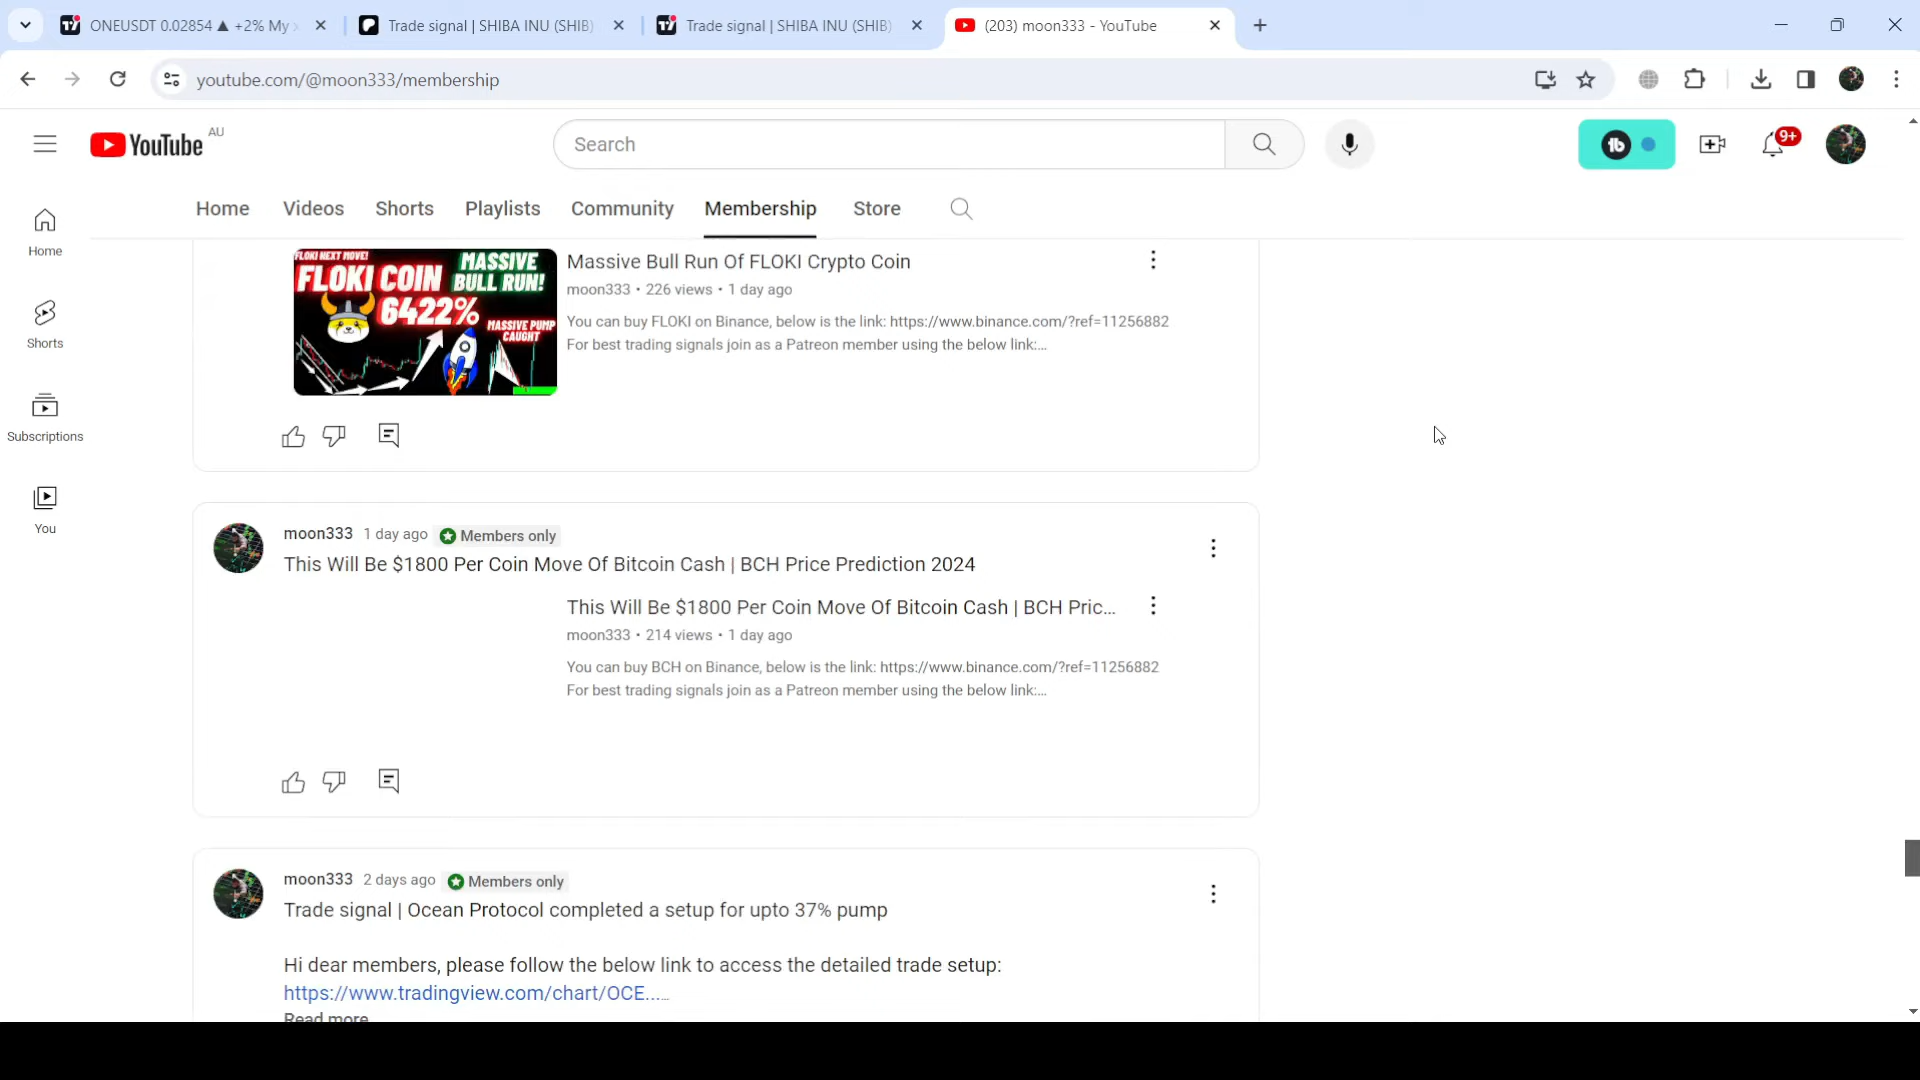 ONEUSDT 0.02854 ▲ +2% My
Trade signal | SHIBA INU (SHIB)
Trade signal | SHIBA INU (SHIB)
(203) moon333 - YouTube
youtube.com/@moon333/membership
YouTube AU
Search
9+
Home
Videos
Shorts
Playlists
Community
Membership
Store
Home
Shorts
Subscriptions
You
FLOKI NEXT MOVE!
FLOKI COIN
MASSIVE
BULL RUN!
6422%
MASSIVE PUMP
CAUGHT
Massive Bull Run Of FLOKI Crypto Coin
moon333 • 226 views • 1 day ago
You can buy FLOKI on Binance, below is the link: https://www.binance.com/?ref=11256882
For best trading signals join as a Patreon member using the below link:...
moon333 1 day ago Members only
This Will Be $1800 Per Coin Move Of Bitcoin Cash | BCH Price Prediction 2024
This Will Be $1800 Per Coin Move Of Bitcoin Cash | BCH Pric...
moon333 • 214 views • 1 day ago
You can buy BCH on Binance, below is the link: https://www.binance.com/?ref=11256882
For best trading signals join as a Patreon member using the below link:...
moon333 2 days ago Members only
Trade signal | Ocean Protocol completed a setup for upto 37% pump
Hi dear members, please follow the below link to access the detailed trade setup:
https://www.tradingview.com/chart/OCE......
Read more